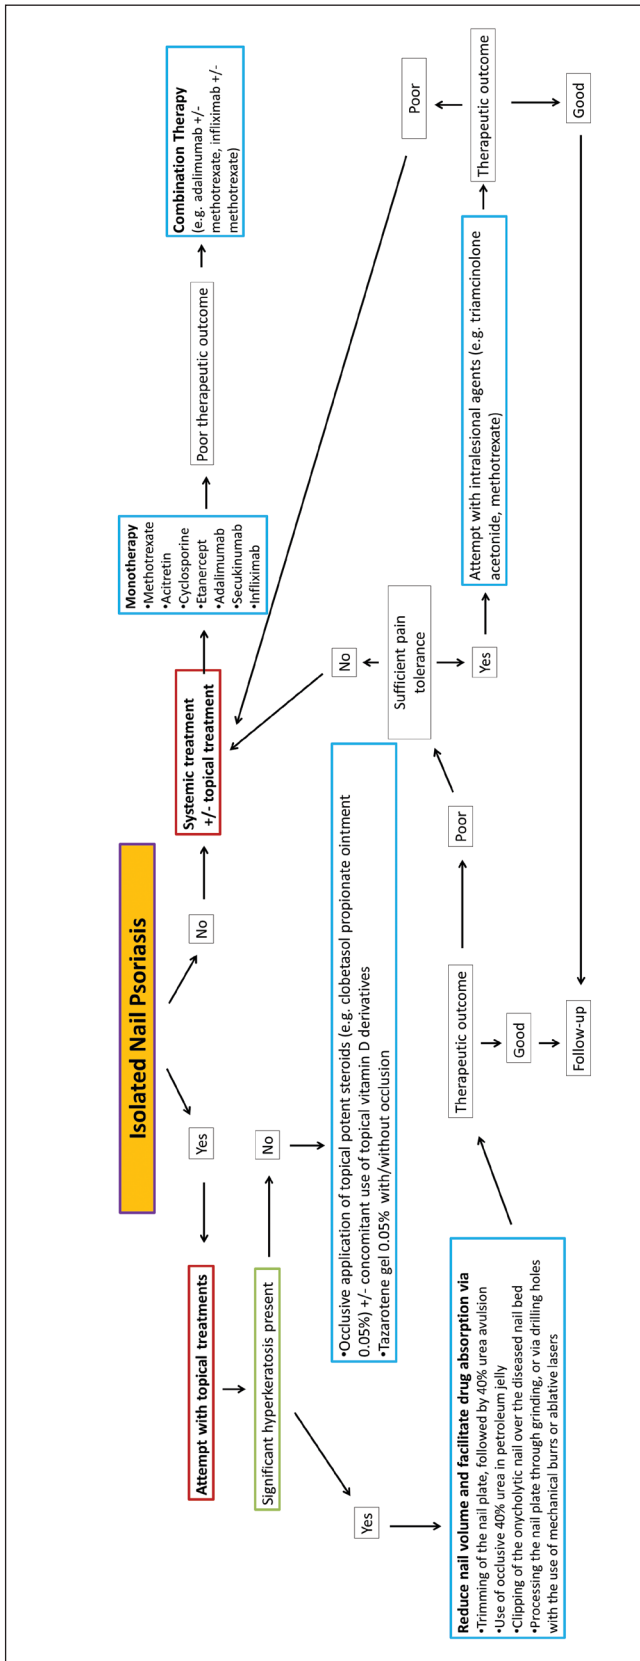 Isolated Nail Psoriasis
Yes
No
Attempt with topical treatments
Systemic treatment
+/- topical treatment
Monotherapy
•Methotrexate
•Acitretin
•Cyclosporine
•Etanercept
•Adalimumab
•Secukinumab
•Infliximab
Poor therapeutic outcome
Combination Therapy
(e.g. adalimumab +/-
methotrexate, infliximab +/-
methotrexate)
Significant hyperkeratosis present
No
•Occlusive application of topical potent steroids (e.g. clobetasol propionate ointment
0.05%) +/- concomitant use of topical vitamin D derivatives
•Tazarotene gel 0.05% with/without occlusion
Yes
Reduce nail volume and facilitate drug absorption via
•Trimming of the nail plate, followed by 40% urea avulsion
•Use of occlusive 40% urea in petroleum jelly
•Clipping of the onycholytic nail over the diseased nail bed
•Processing the nail plate through grinding, or via drilling holes
with the use of mechanical burrs or ablative lasers
Therapeutic outcome
Good
Follow-up
Poor
Sufficient pain
tolerance
No
Yes
Attempt with intralesional agents (e.g. triamcinolone
acetonide, methotrexate)
Therapeutic outcome
Poor
Good